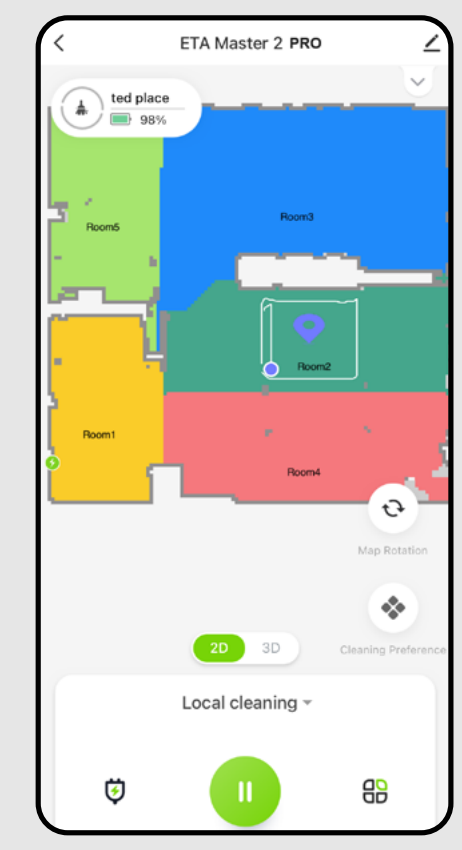 ETA Master 2 PRO
ted place
98%
Room3
Room5
Room2
Room1
Room4
Map Rotation
2D 3D
Cleaning Preference
Local cleaning